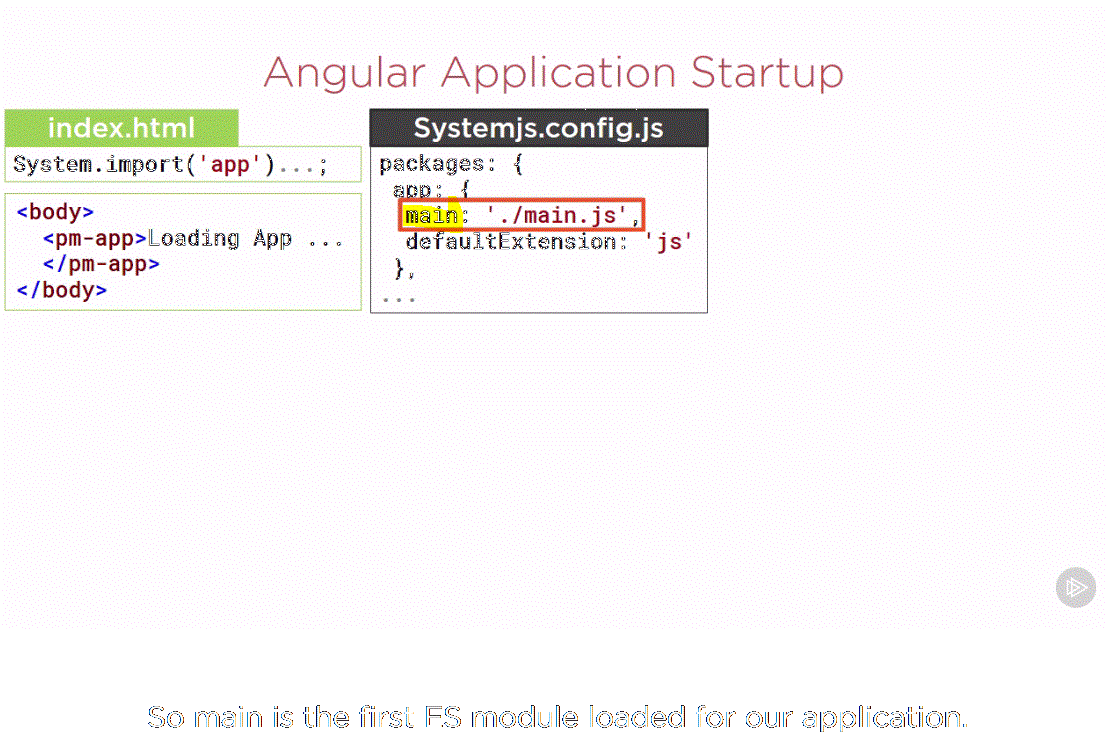 Angular Application Startup
index.html
System.import('app')...;
<body>
<pm-app>Loading App ...
</pm-app>
</body>
Systemjs.config.js
packages: {
app: {
main: './main.js',
defaultExtension: 'js'
},
...
So main is the first ES module loaded for our application.